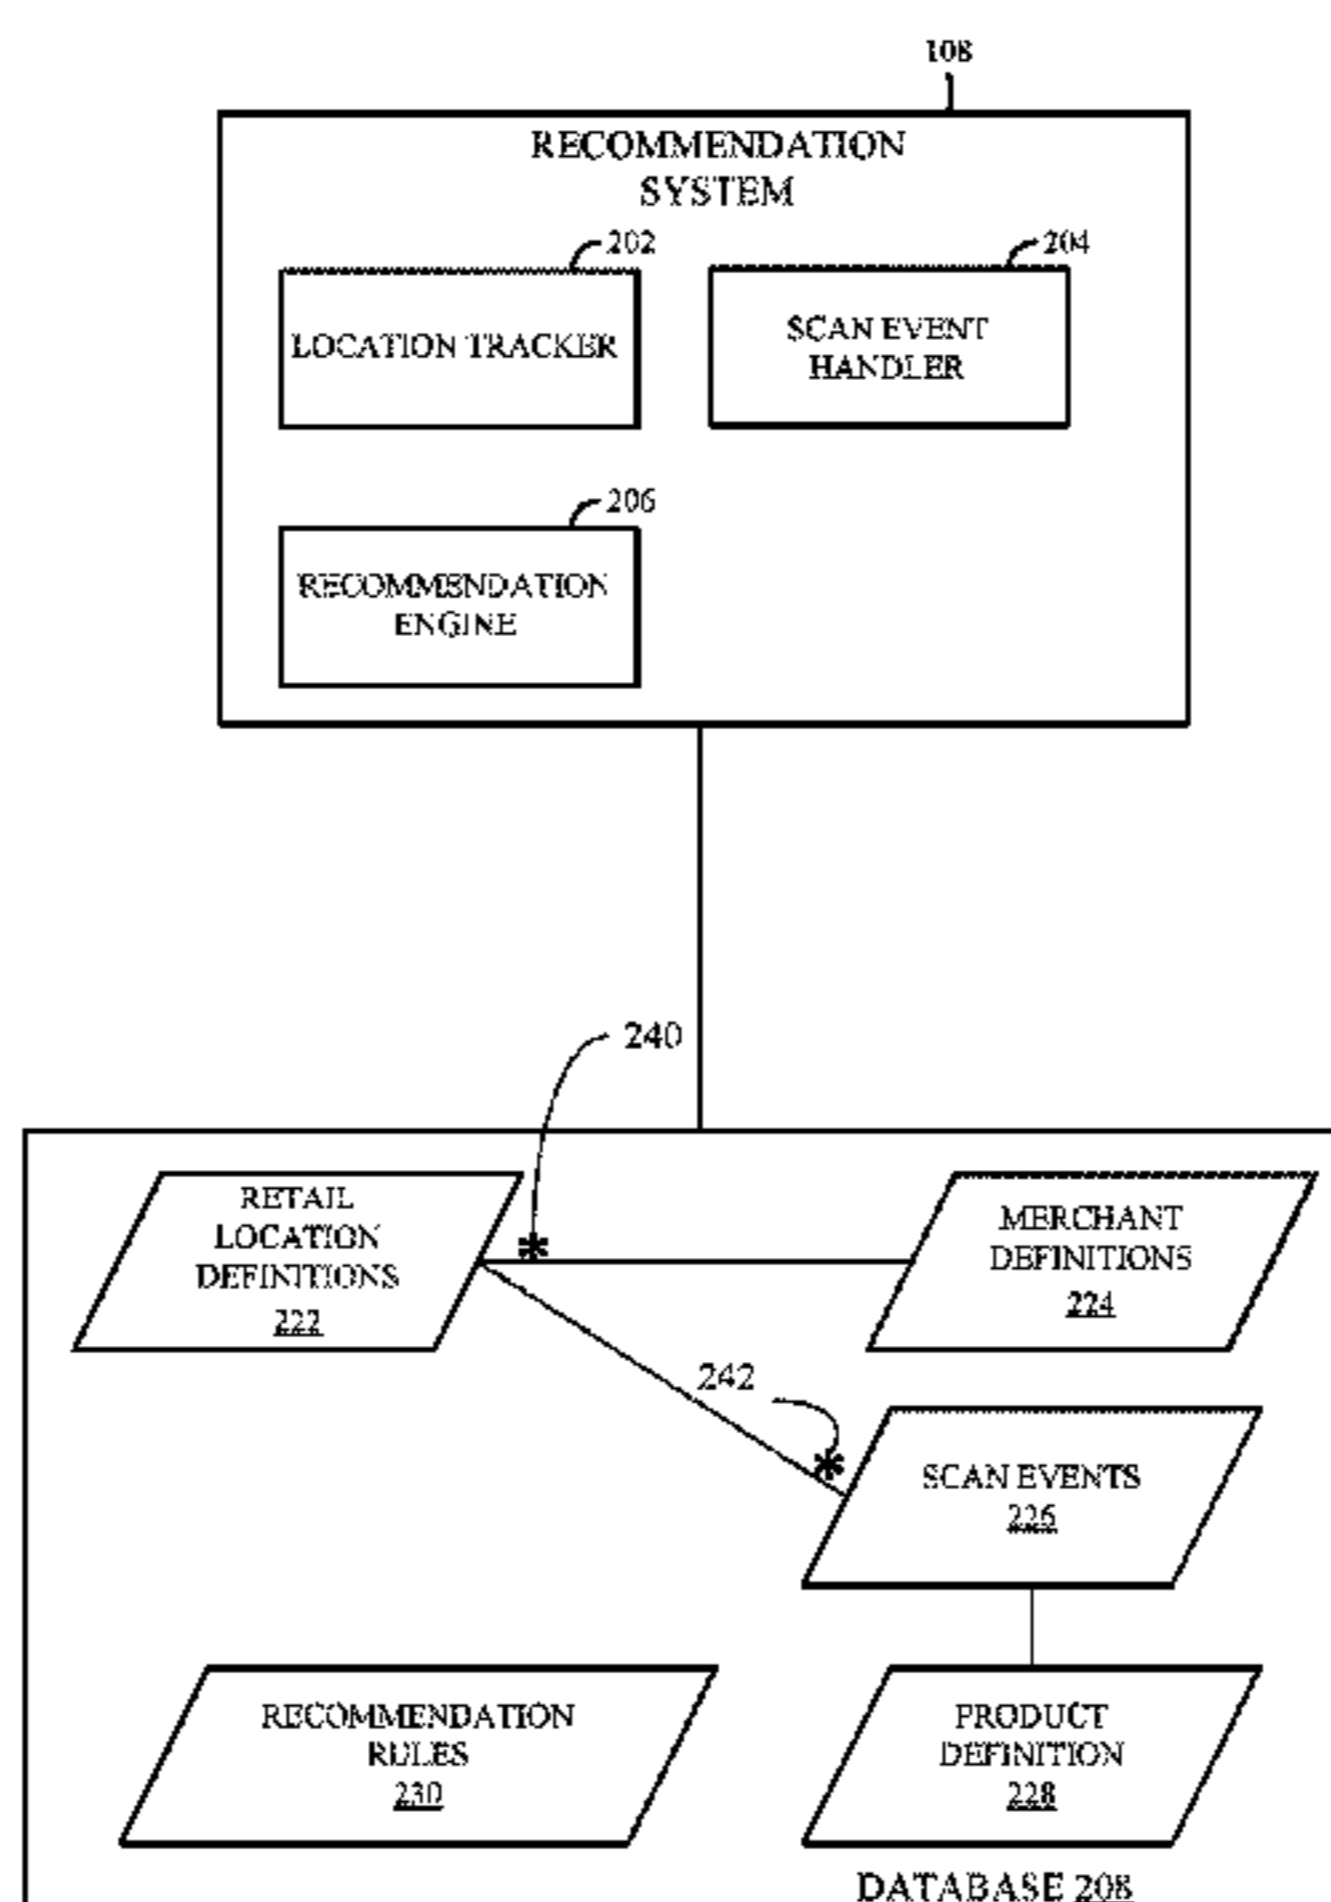 108
RECOMMENDATION
SYSTEM
202
204
LOCATION TRACKER
SCAN EVENT
HANDLER
206
RECOMMENDATION
ENGINE
240
RETAIL
LOCATION
DEFINITIONS
222
MERCHANT
DEFINITIONS
224
242
SCAN EVENTS
226
RECOMMENDATION
RULES
230
PRODUCT
DEFINITION
228
DATABASE 208